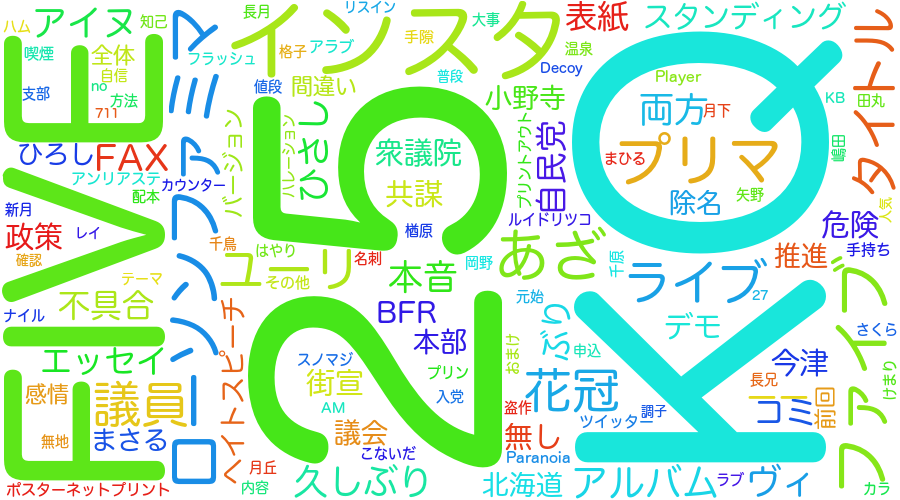 ハム
アイヌ
知己
喫煙
全体
自信
支部
no
方法
711
EVE
ひろし
FAX
アンリアステ
配本
新月
政策
レイ
確認
テーマ
ナイル
不具合
エッセイ
感情
議員
無地
まさる
ポスターネットプリント
ロマンファミマ
長月
リスイン
インスタ
フラッシュ
格子
アラブ
手隙
大事
普段
温泉
Decoy
値段
間違い
小野寺
カウンター
バージョン
バレーション
ひさし
25
衆議院
共謀
楢原
千鳥
はやり
ユーリ
その他
名刺
本音
岡野
自民党
プリントアウト
ルイドリツコ
あざ
千原
BFR
本部
元始
スノマジ
街宣
プリン
AM
入党
おまけ
ヘイトスピーチ
議会
こないだ
盗作
無し
Paranoia
月丘
内容
久しぶり
北海道
表紙
スタンディング
タイトル
Player
KB
田丸
両方
月下
嶋田
まひる
プリマ
矢野
除名
人気
危険
手持ち
推進
ライブ
27
KQ
さくら
デモ
ぶり
申込
花冠
今津
長兄
コミー
前回
けまり
ツイッター
調子
ファイブ
アルバム
ラブ
ヴィ
カラ